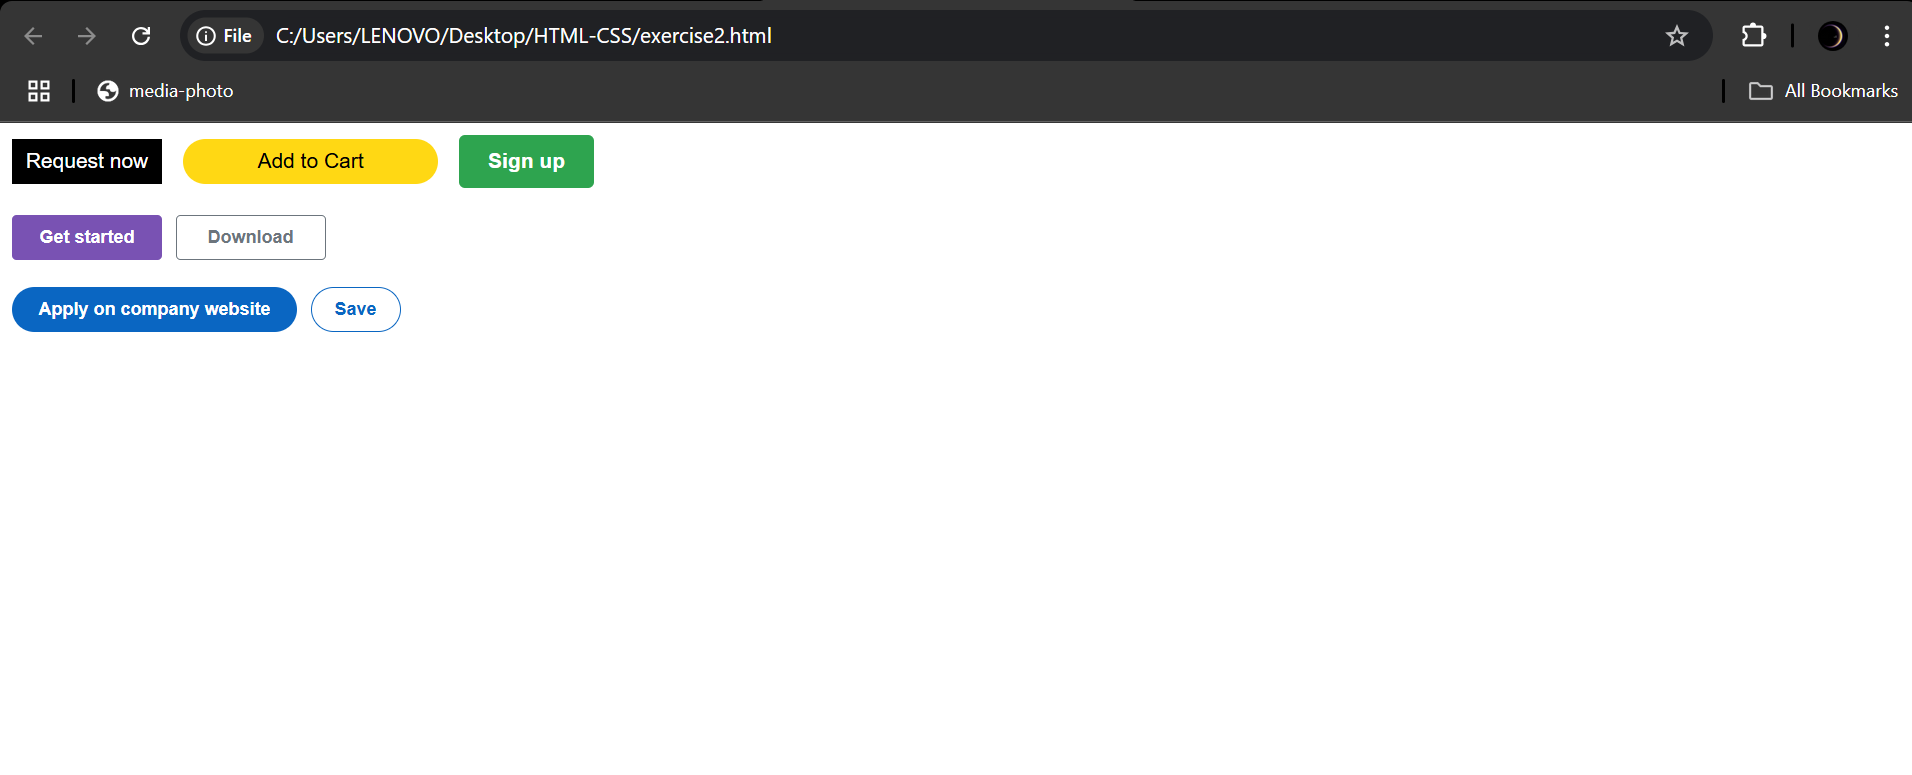 File C:/Users/LENOVO/Desktop/HTML-CSS/exercise2.html
media-photo All Bookmarks
Request now Add to Cart Sign up
Get started Download
Apply on company website Save